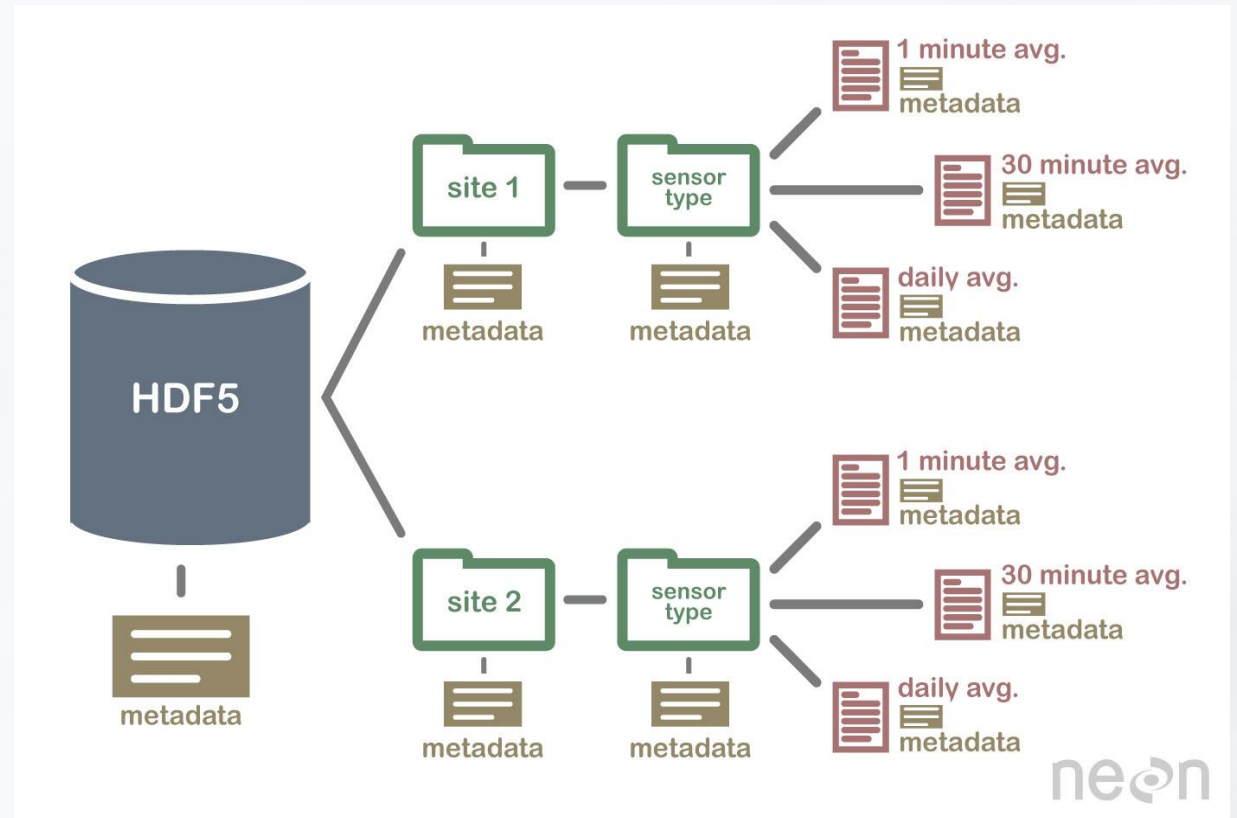 HDF5
metadata
site 1
metadata
sensor
type
metadata
1 minute avg.
metadata
30 minute avg.
metadata
daily avg.
metadata
site 2
metadata
sensor
type
metadata
1 minute avg.
metadata
30 minute avg.
metadata
daily avg.
metadata
neon